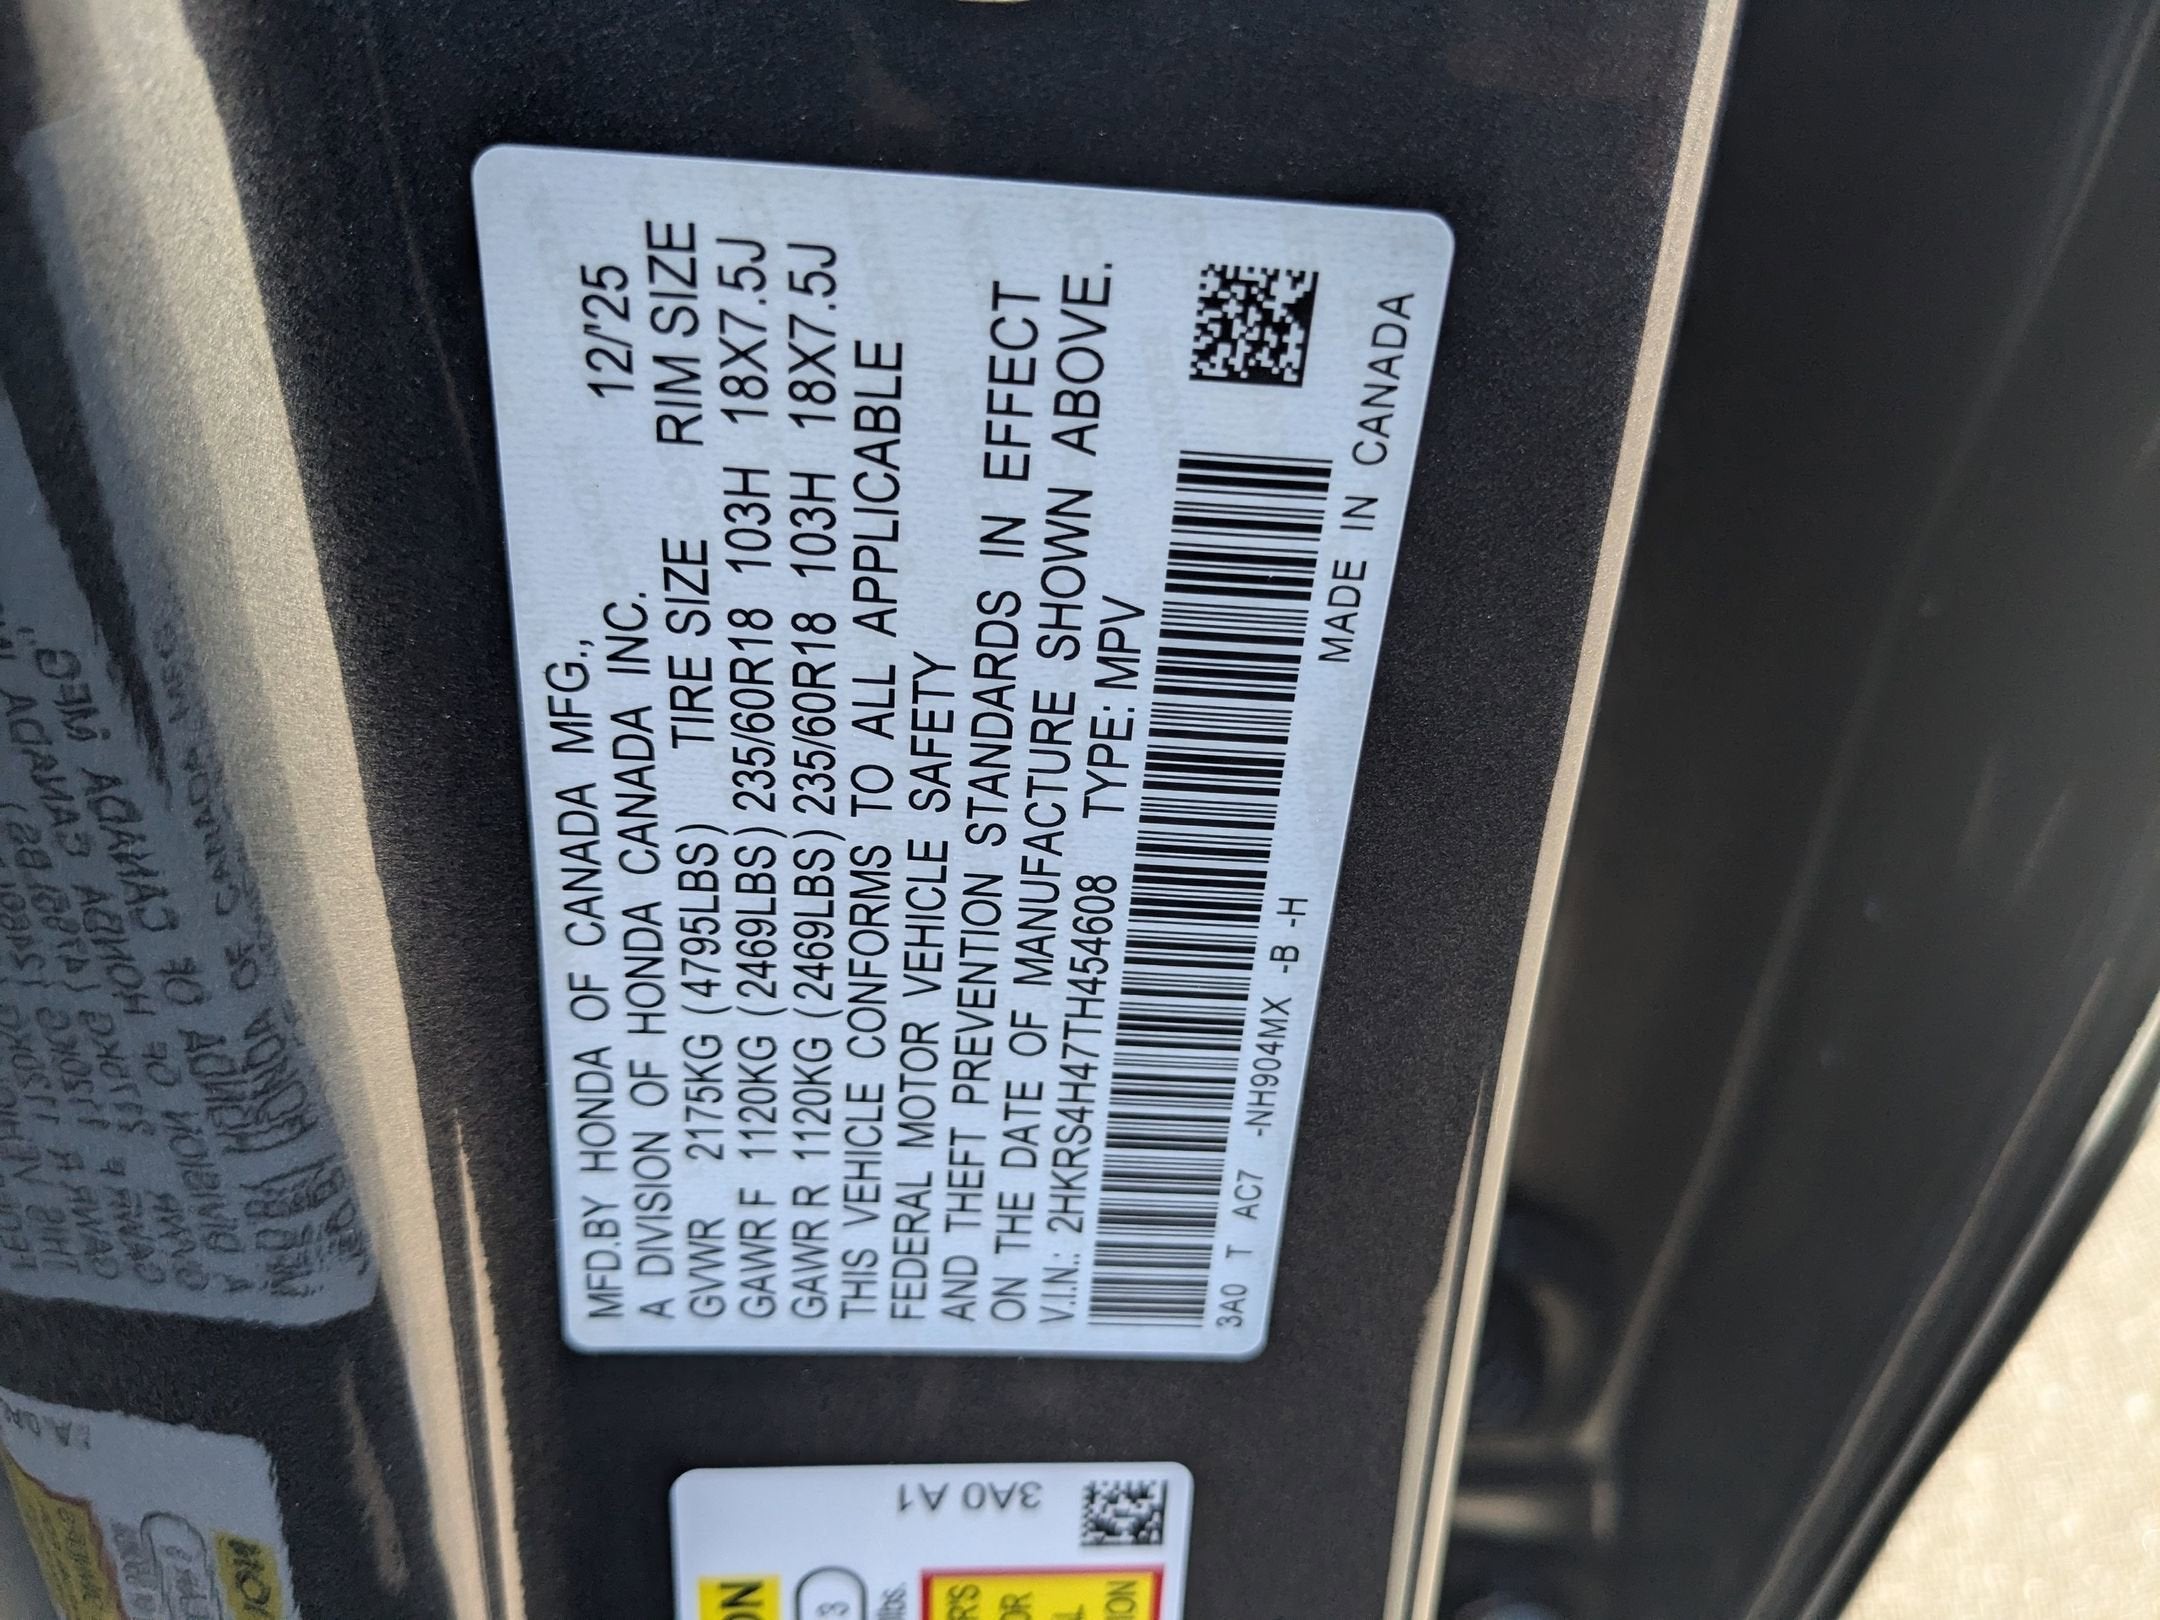 MFD.BY HONDA OF CANADA MFG., 12/'25
A DIVISION OF HONDA CANADA INC.
TIRE SIZE RIM SIZE
GVWR 2175KG (4795LBS)
GAWR F 1120KG (2469LBS) 235/60R18 103H 18X7.5J
GAWR R 1120KG (2469LBS) 235/60R18 103H 18X7.5J
THIS VEHICLE CONFORMS TO ALL APPLICABLE
FEDERAL MOTOR VEHICLE SAFETY
AND THEFT PREVENTION STANDARDS IN EFFECT
ON THE DATE OF MANUFACTURE SHOWN ABOVE.
V.I.N.: 2HKRS4H47TH454608 TYPE: MPV
3A0 T AC7 -NH904MX -B -H
MADE IN CANADA
3A0 A1
3
lbs.